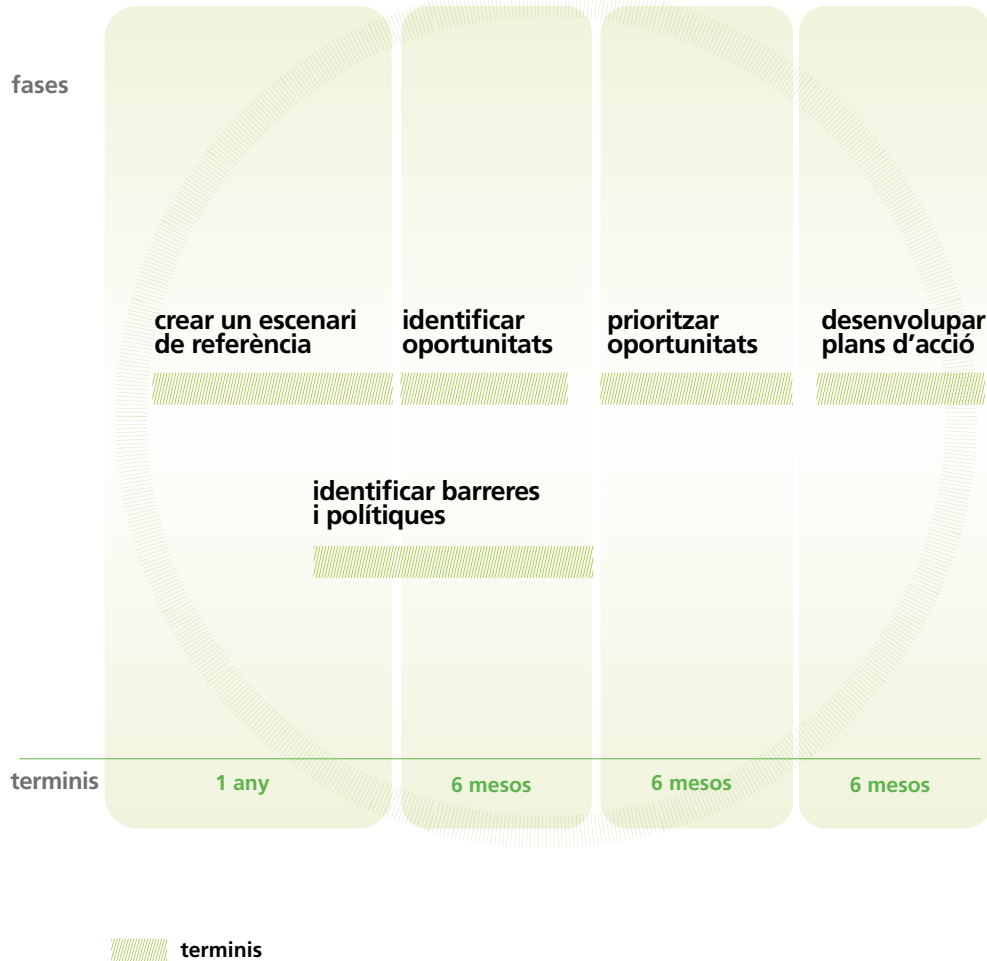 fases
crear un escenari
de referència
identificar
oportunitats
prioritzar
oportunitats
desenvolupar
plans d’acció
identificar barreres
i polítiques
terminis
1 any
6 mesos
6 mesos
6 mesos
terminis